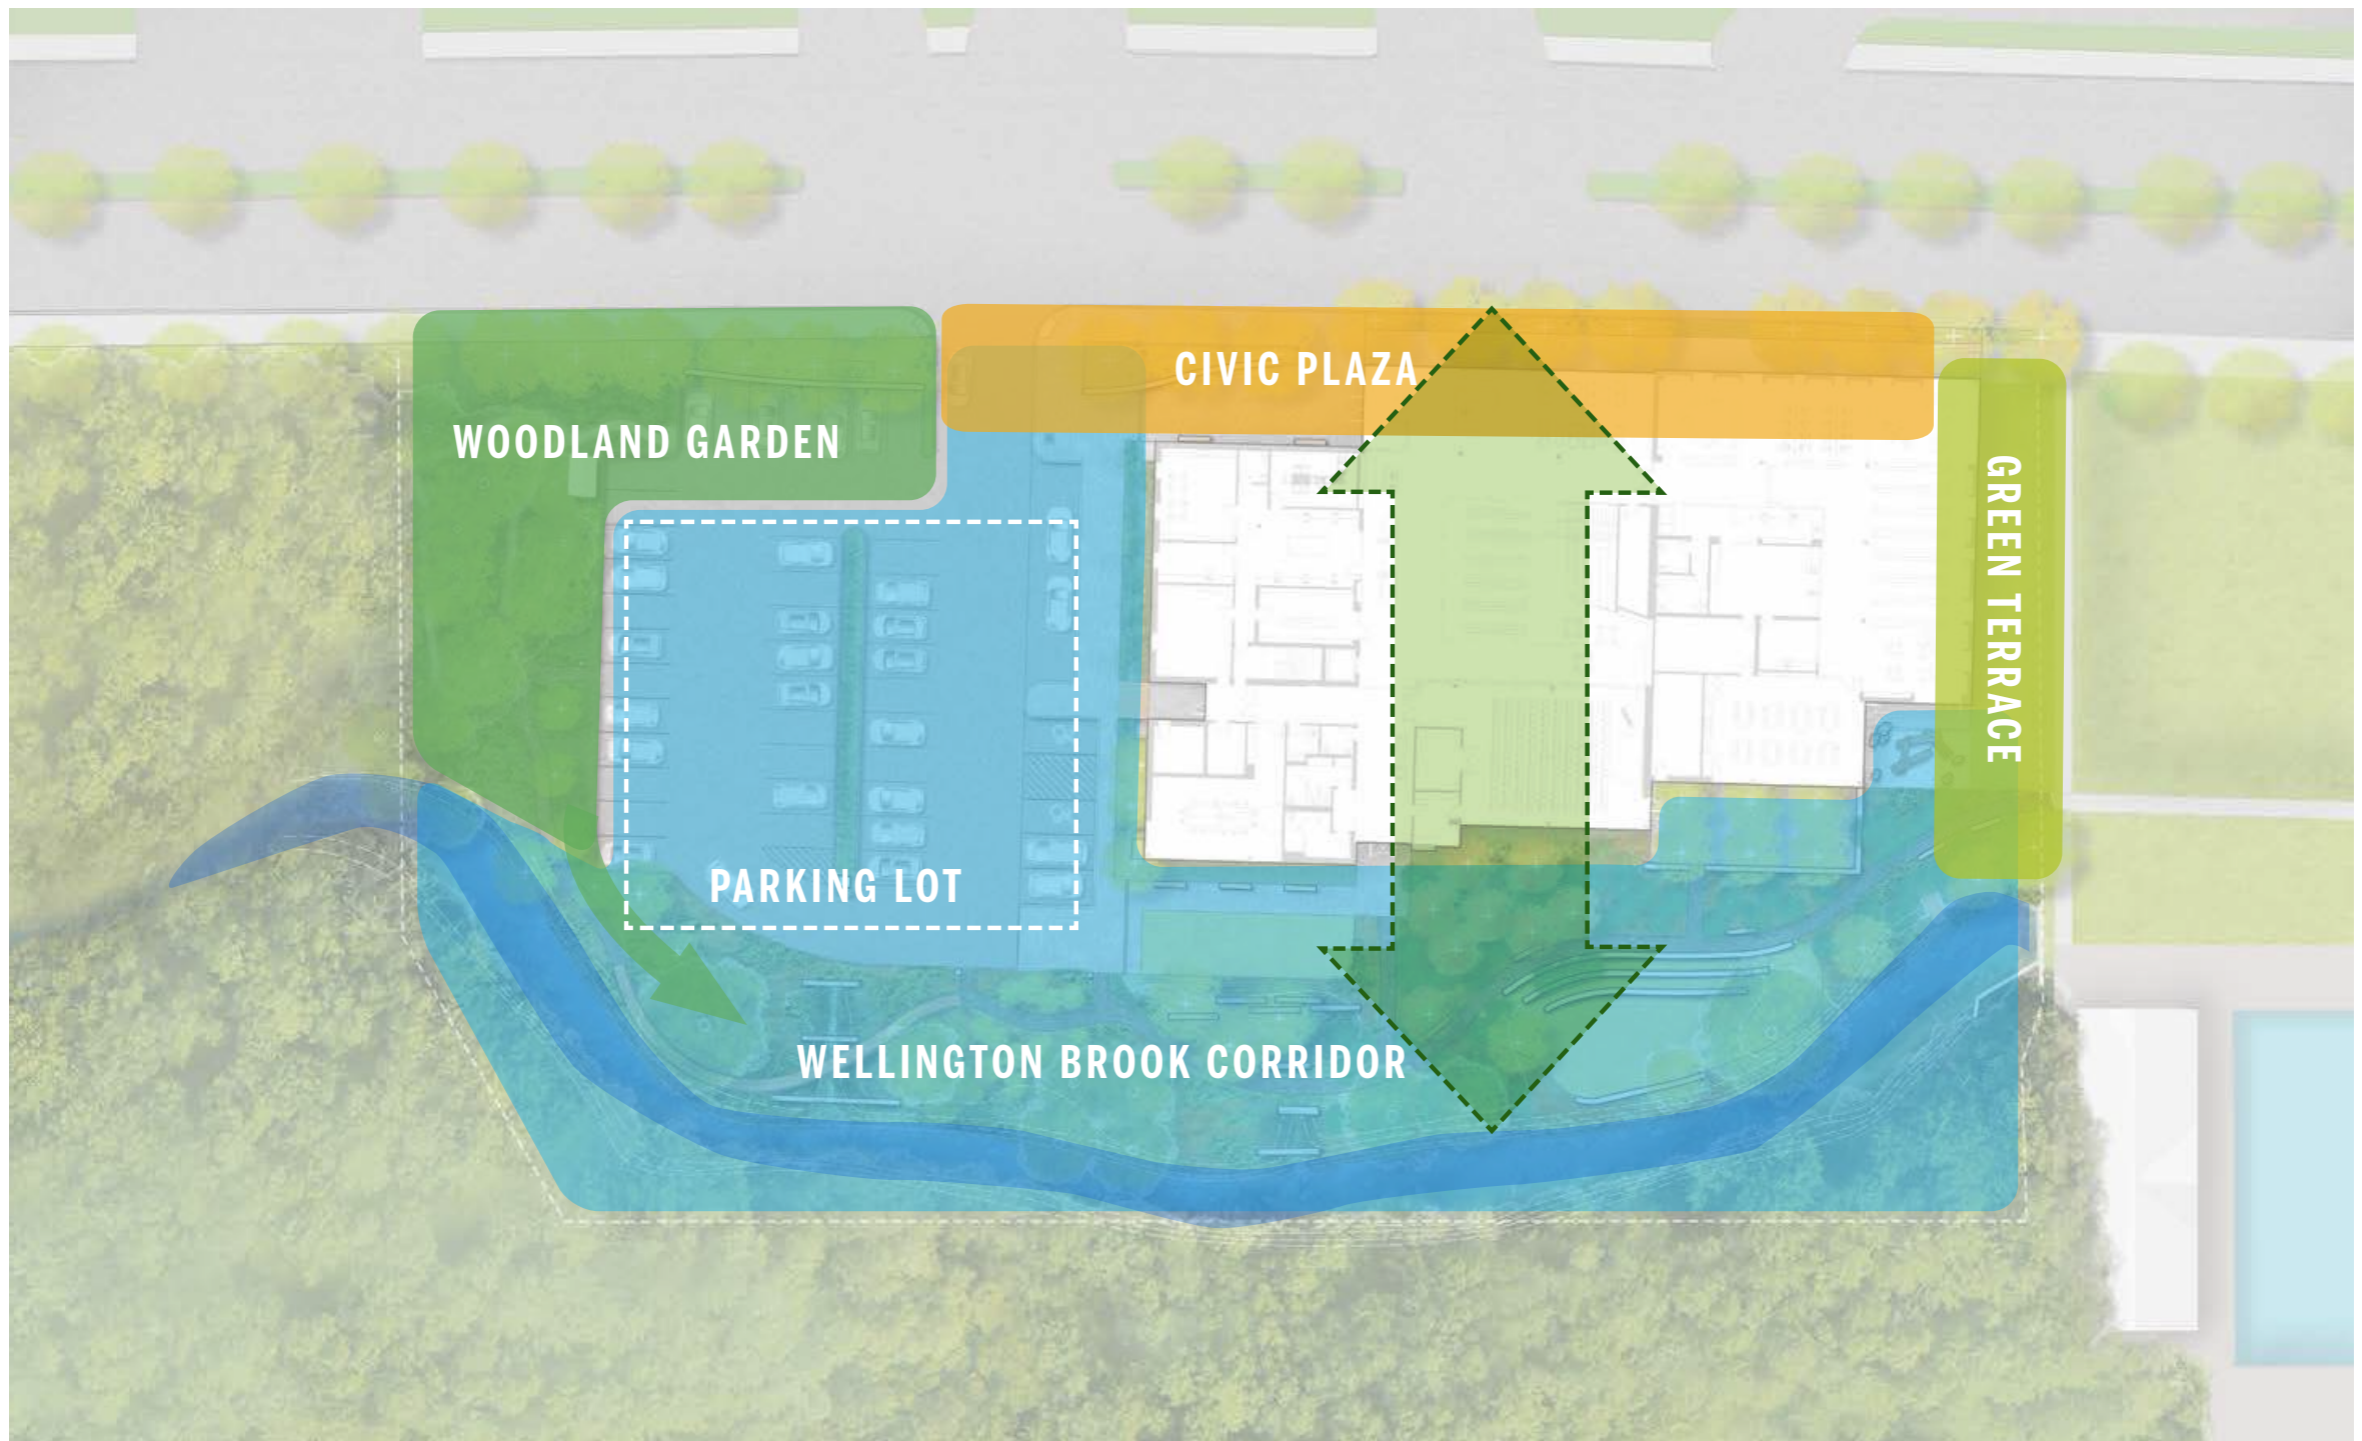 CIVIC PLAZA
WOODLAND GARDEN
GREEN TERRACE
PARKING LOT
WELLINGTON BROOK CORRIDOR